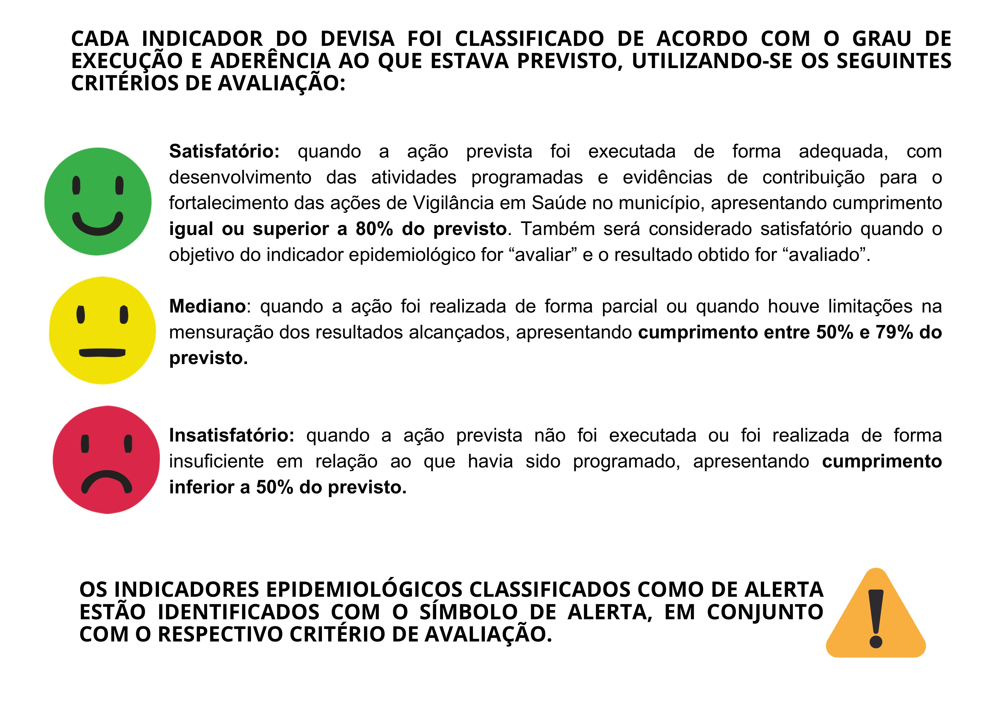 CADA INDICADOR DO DEVISA FOI CLASSIFICADO DE ACORDO COM O GRAU DE
EXECUÇÃO E ADERÊNCIA AO QUE ESTAVA PREVISTO, UTILIZANDO-SE OS SEGUINTES
CRITÉRIOS DE AVALIAÇÃO:
Satisfatório: quando a ação prevista foi executada de forma adequada, com
desenvolvimento das atividades programadas e evidências de contribuição para o
fortalecimento das ações de Vigilância em Saúde no município, apresentando cumprimento
igual ou superior a 80% do previsto. Também será considerado satisfatório quando o
objetivo do indicador epidemiológico for “avaliar” e o resultado obtido for “avaliado”.
Mediano: quando a ação foi realizada de forma parcial ou quando houve limitações na
mensuração dos resultados alcançados, apresentando cumprimento entre 50% e 79% do
previsto.
Insatisfatório: quando a ação prevista não foi executada ou foi realizada de forma
insuficiente em relação ao que havia sido programado, apresentando cumprimento
inferior a 50% do previsto.
OS INDICADORES EPIDEMIOLÓGICOS CLASSIFICADOS COMO DE ALERTA
ESTÃO IDENTIFICADOS COM O SÍMBOLO DE ALERTA, EM CONJUNTO
COM O RESPECTIVO CRITÉRIO DE AVALIAÇÃO.